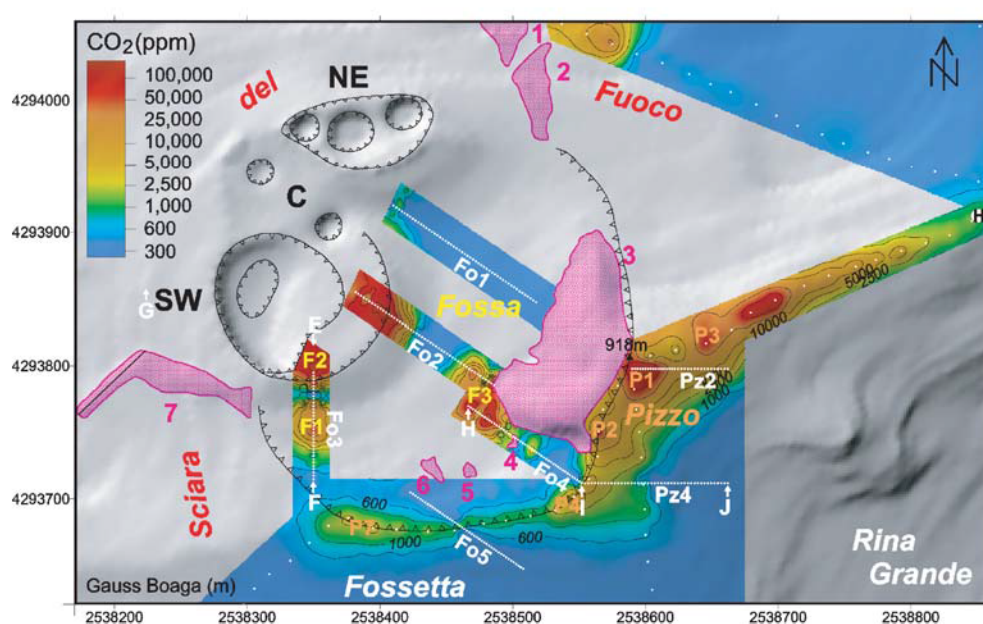 CO2 (ppm)
100,000
50,000
25,000
10,000
5,000
2,500
1,000
600
300
4294000
4293900
4293800
4293700
del
NE
1
2
Fuoco
N
C
SW
G
E
F2
F1
Fo3
F
Fo1
Fossa
Fo2
3
F3
H
4
Fo4
I
918m
P1
P2
P3
Pz2
Pizzo
5000
2500
10000
1000
H
7
Sciara
6
5
600
1000
600
Fo5
Pz4
J
Fossetta
Rina
Grande
Gauss Boaga (m)
2538200
2538300
2538400
2538500
2538600
2538700
2538800